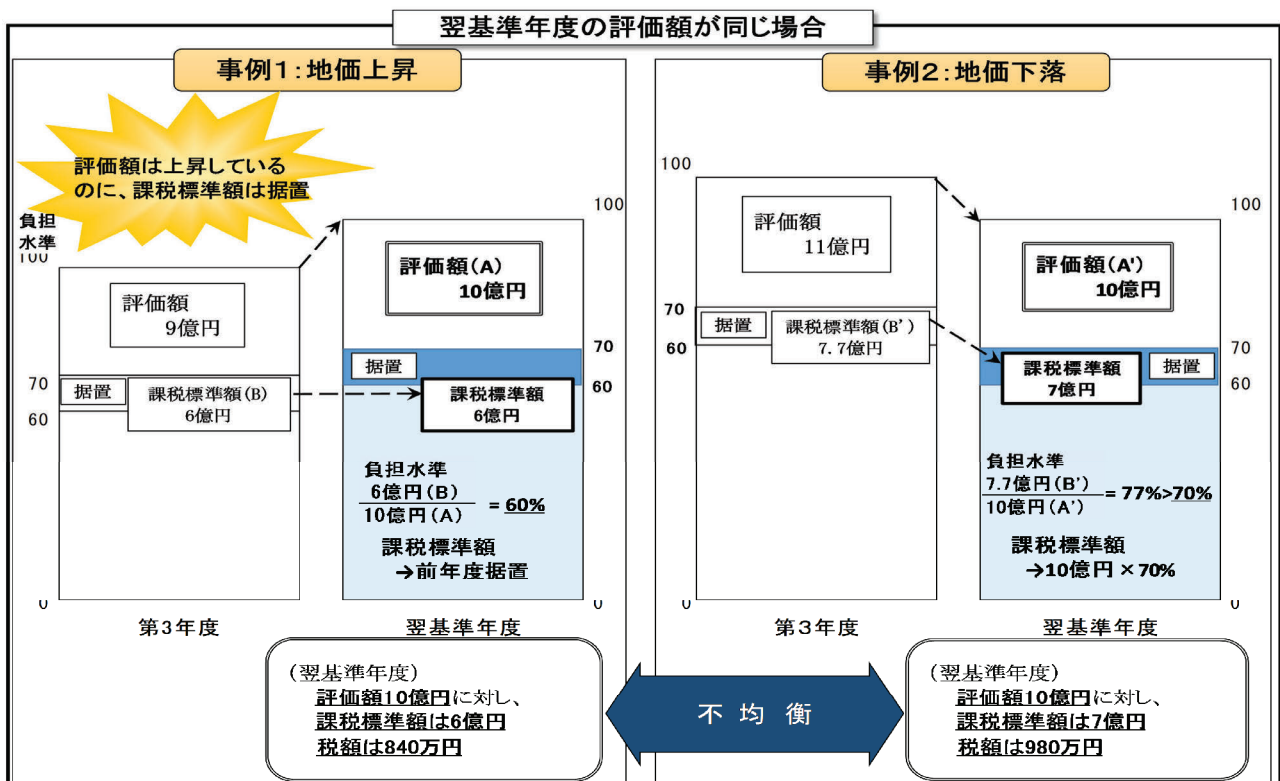 翌基準年度の評価額が同じ場合
事例1:地価上昇
評価額は上昇している
のに、課税標準額は据置
負担
水準
100
評価額
9億円
70
据置
課税標準額(B)
6億円
60
0
第3年度
100
評価額(A)
10億円
70
据置
60
課税標準額
6億円
負担水準
6億円(B)
10億円(A)
= 60%
課税標準額
→前年度据置
0
翌基準年度
(翌基準年度)
評価額10億円に対し、
課税標準額は6億円
税額は840万円
不均衡
事例2:地価下落
100
評価額
11億円
70
据置
課税標準額(B’)
7.7億円
60
0
第3年度
100
評価額(A')
10億円
70
課税標準額
7億円
据置
60
負担水準
7.7億円(B’)
10億円(A’)
= 77%>70%
課税標準額
→10億円×70%
0
翌基準年度
(翌基準年度)
評価額10億円に対し、
課税標準額は7億円
税額は980万円